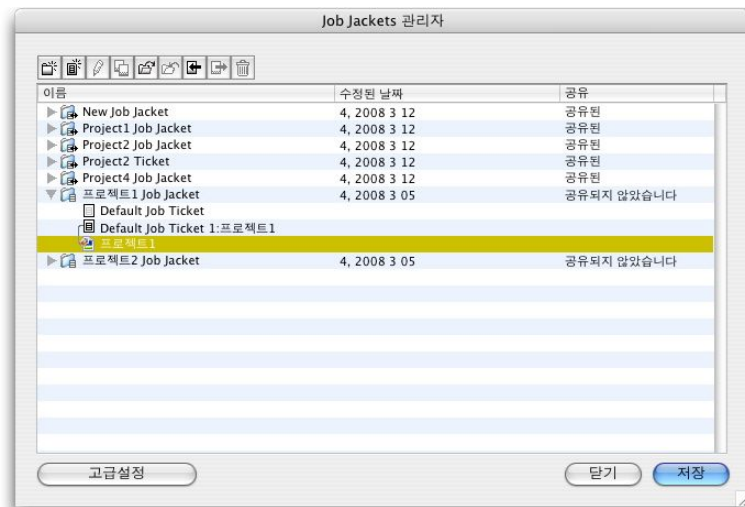 Job Jackets 관리자
이름 수정된 날짜 공유
New Job Jacket 4, 2008 3 12 공유된
Project1 Job Jacket 4, 2008 3 12 공유된
Project2 Job Jacket 4, 2008 3 12 공유된
Project2 Ticket 4, 2008 3 12 공유된
Project4 Job Jacket 4, 2008 3 12 공유된
프로젝트1 Job Jacket 4, 2008 3 05 공유되지 않았습니다
Default Job Ticket
Default Job Ticket 1:프로젝트1
프로젝트1
프로젝트2 Job Jacket 4, 2008 3 05 공유되지 않았습니다
고급설정 닫기 저장